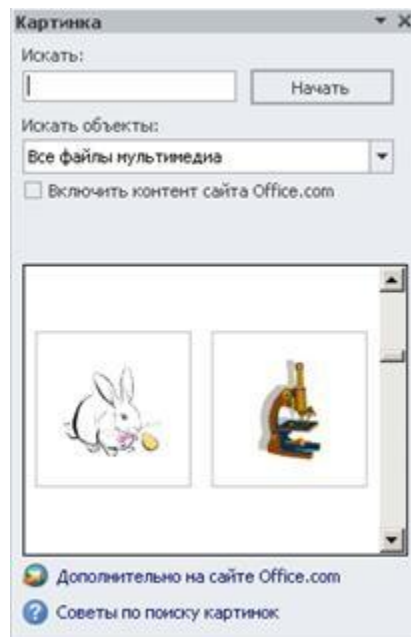 Картинка
Искать:
Начать
Искать объекты:
Все файлы мультимедиа
Включить контент сайта Office.com
Дополнительно на сайте Office.com
Советы по поиску картинок